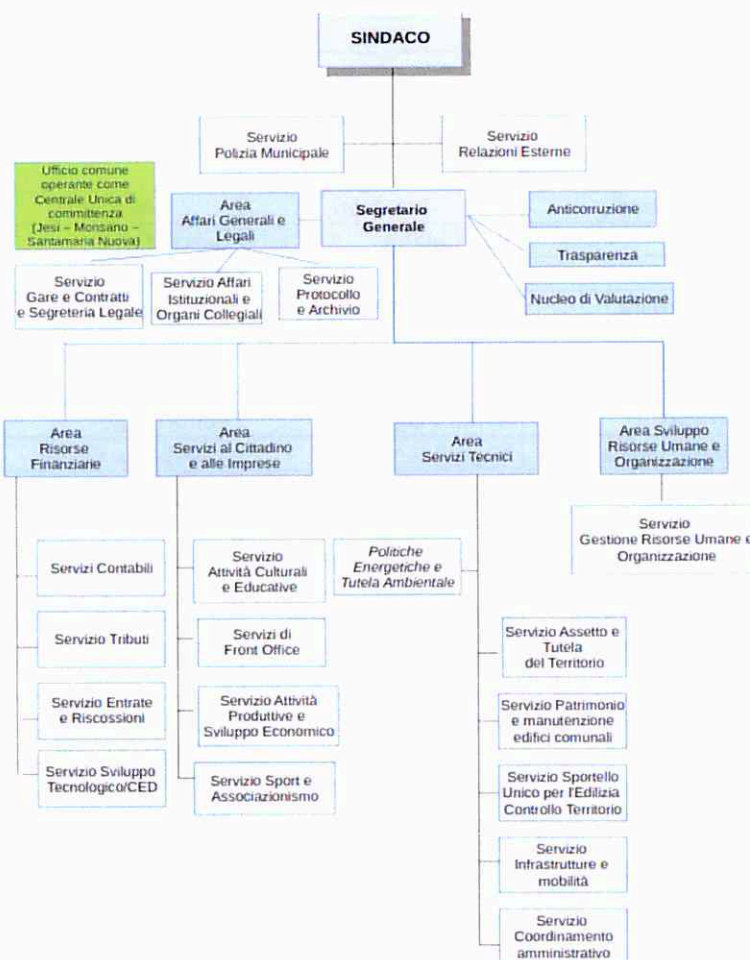 SINDACO
Servizio
Polizia Municipale
Servizio
Relazioni Esterne
Ufficio comune
operante come
Centrale Unica di
committenza
(Jesi – Monsano –
Santamaria Nuova)
Area
Affari Generali e
Legali
Segretario
Generale
Anticorruzione
Trasparenza
Nucleo di Valutazione
Servizio
Gare e Contratti
e Segreteria Legale
Servizio Affari
Istituzionali e
Organi Collegiali
Servizio
Protocollo
e Archivio
Area
Risorse
Finanziarie
Area
Servizi al Cittadino
e alle Imprese
Area
Servizi Tecnici
Area Sviluppo
Risorse Umane e
Organizzazione
Servizio
Gestione Risorse Umane e
Organizzazione
Servizi Contabili
Servizio Tributi
Servizio Entrate
e Riscossioni
Servizio Sviluppo
Tecnologico/CED
Servizio
Attività Culturali
e Educative
Servizi di
Front Office
Servizio Attività
Produttive e
Sviluppo Economico
Servizio Sport e
Associazionismo
Politiche
Energetiche e
Tutela Ambientale
Servizio Assetto e
Tutela
del Territorio
Servizio Patrimonio
e manutenzione
edifici comunali
Servizio Sportello
Unico per l'Edilizia
Controllo Territorio
Servizio
Infrastrutture e
mobilità
Servizio
Coordinamento
amministrativo